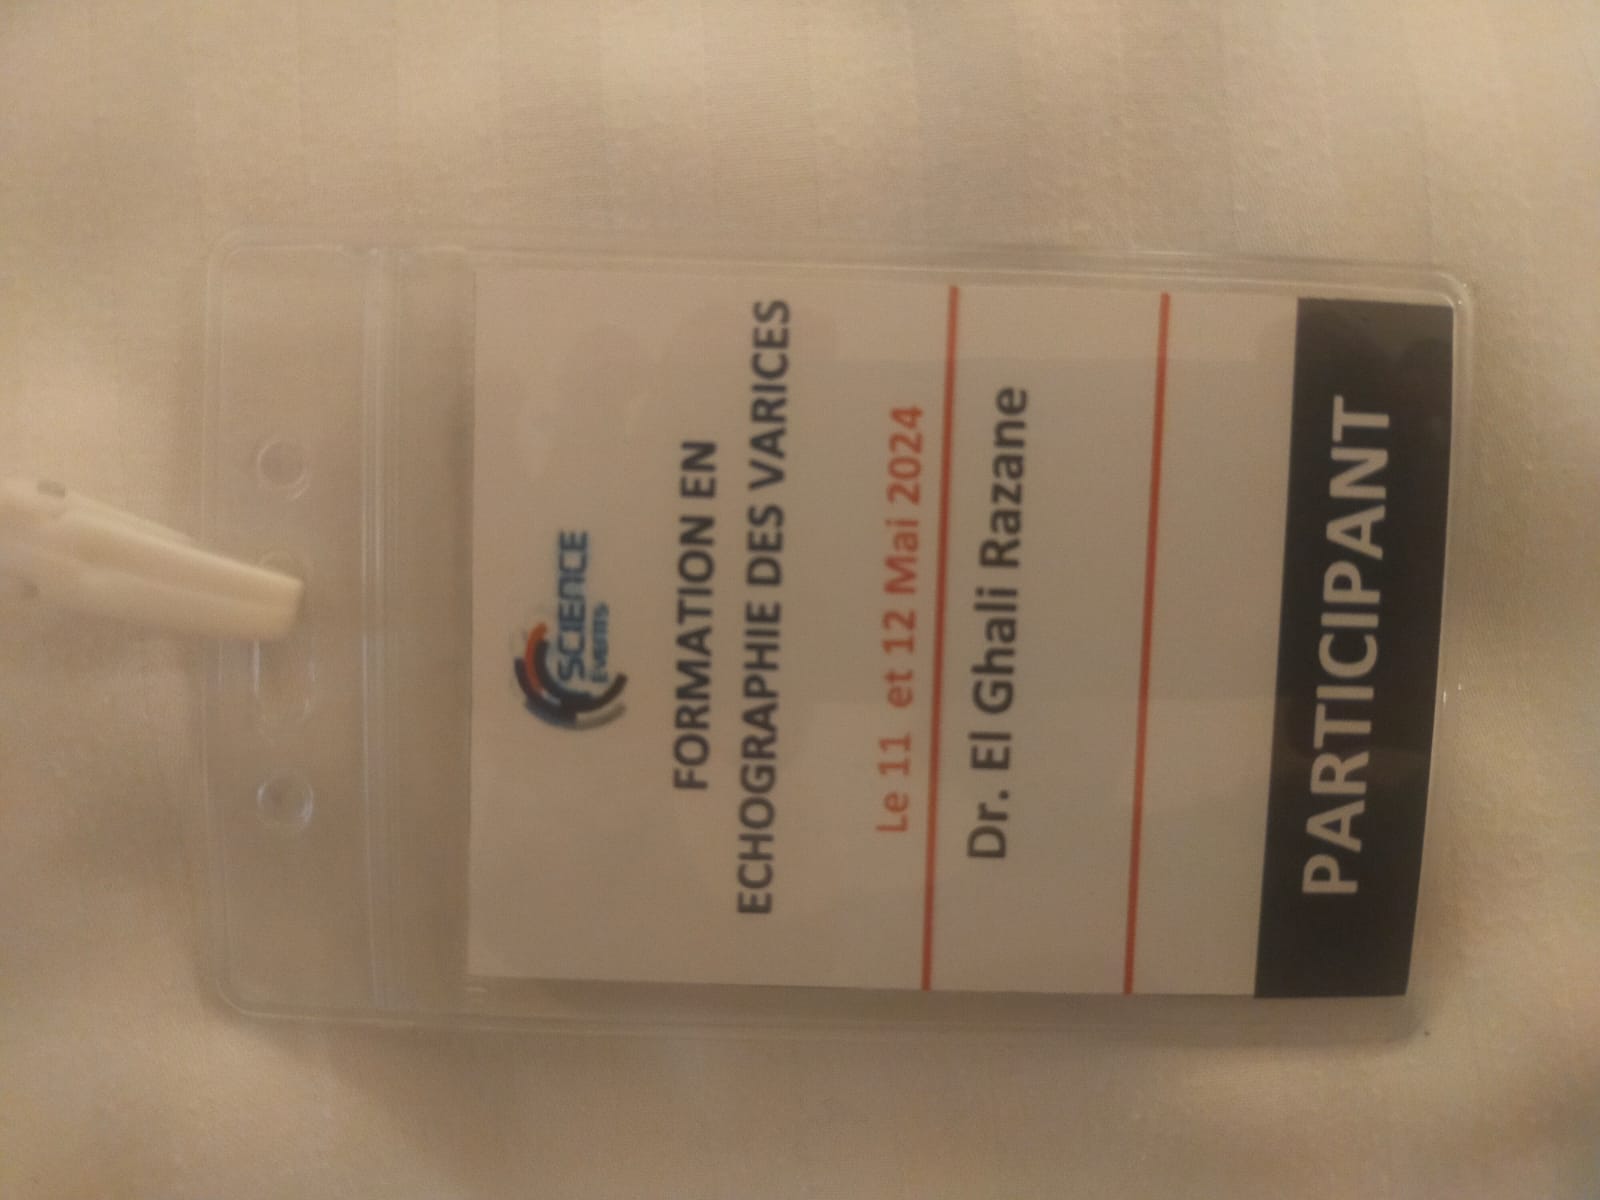 SCIENCE
EVENTS
FORMATION EN
ECHOGRAPHIE DES VARICES
Le 11 et 12 Mai 2024
Dr. El Ghali Razane
PARTICIPANT